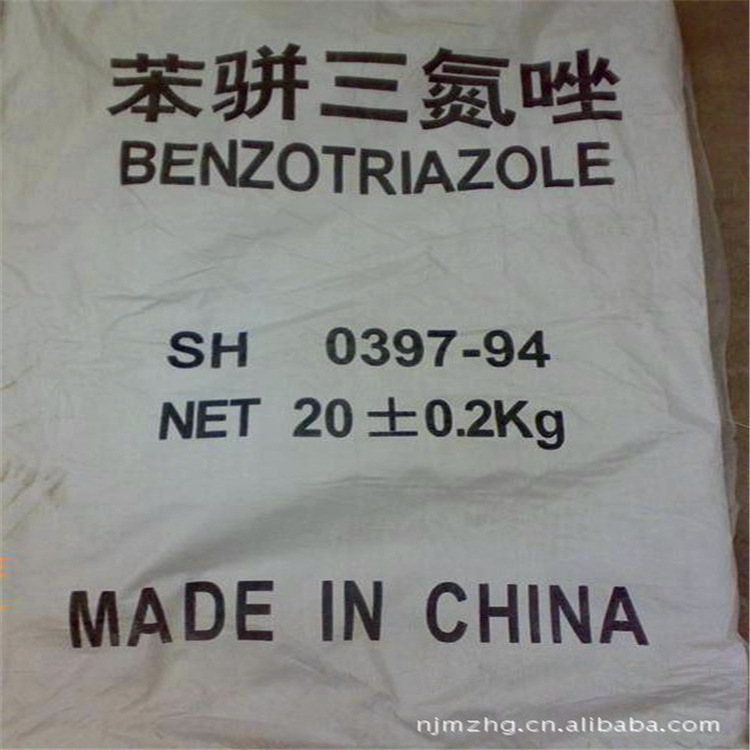 苯骈三氮唑
BENZOTRIAZOLE
SH 0397-94
NET 20±0.2Kg
MADE IN CHINA
njmzhg.cn.alibaba.com